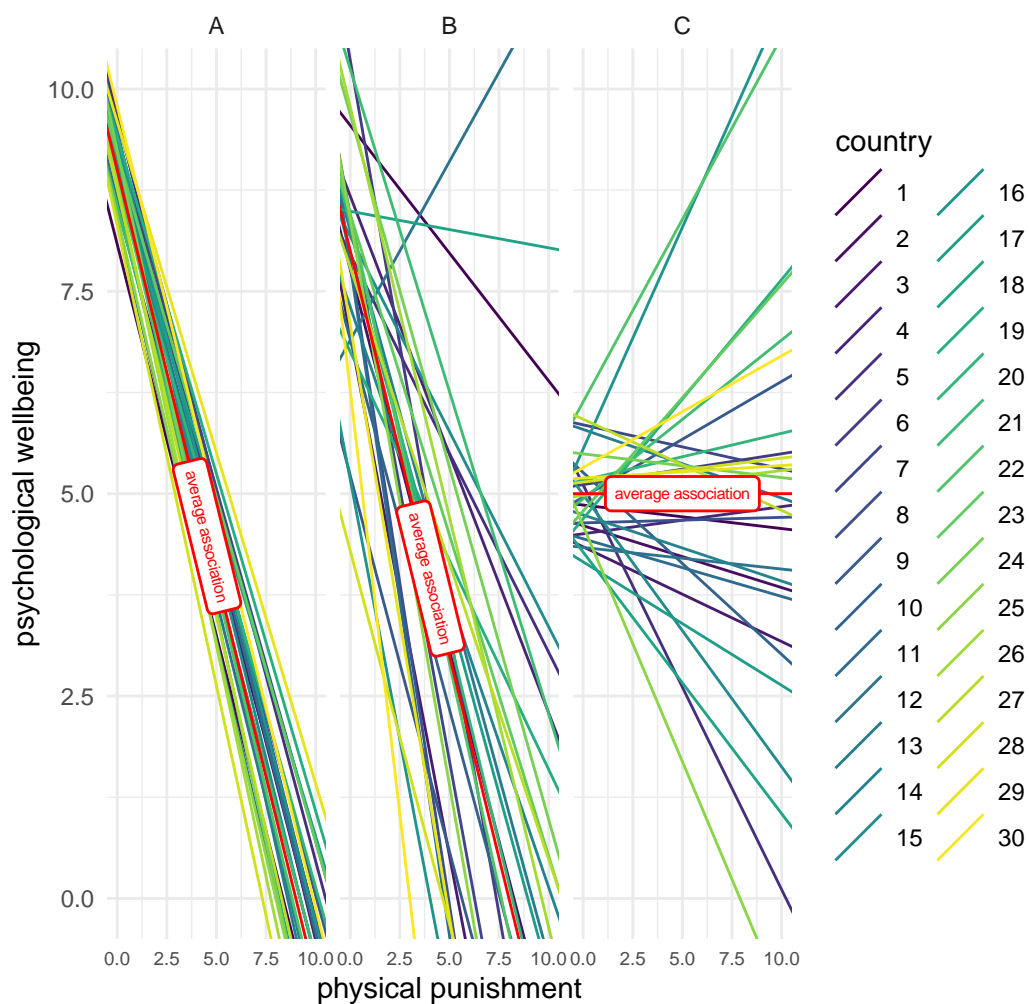 A B C
psychological wellbeing
10.0
7.5
5.0
2.5
0.0
average association
average association
average association
0.0 2.5 5.0 7.5 10.0 0.0 2.5 5.0 7.5 10.0 0.0 2.5 5.0 7.5 10.0
physical punishment
country
1 16
2 17
3 18
4 19
5 20
6 21
7 22
8 23
9 24
10 25
11 26
12 27
13 28
14 29
15 30